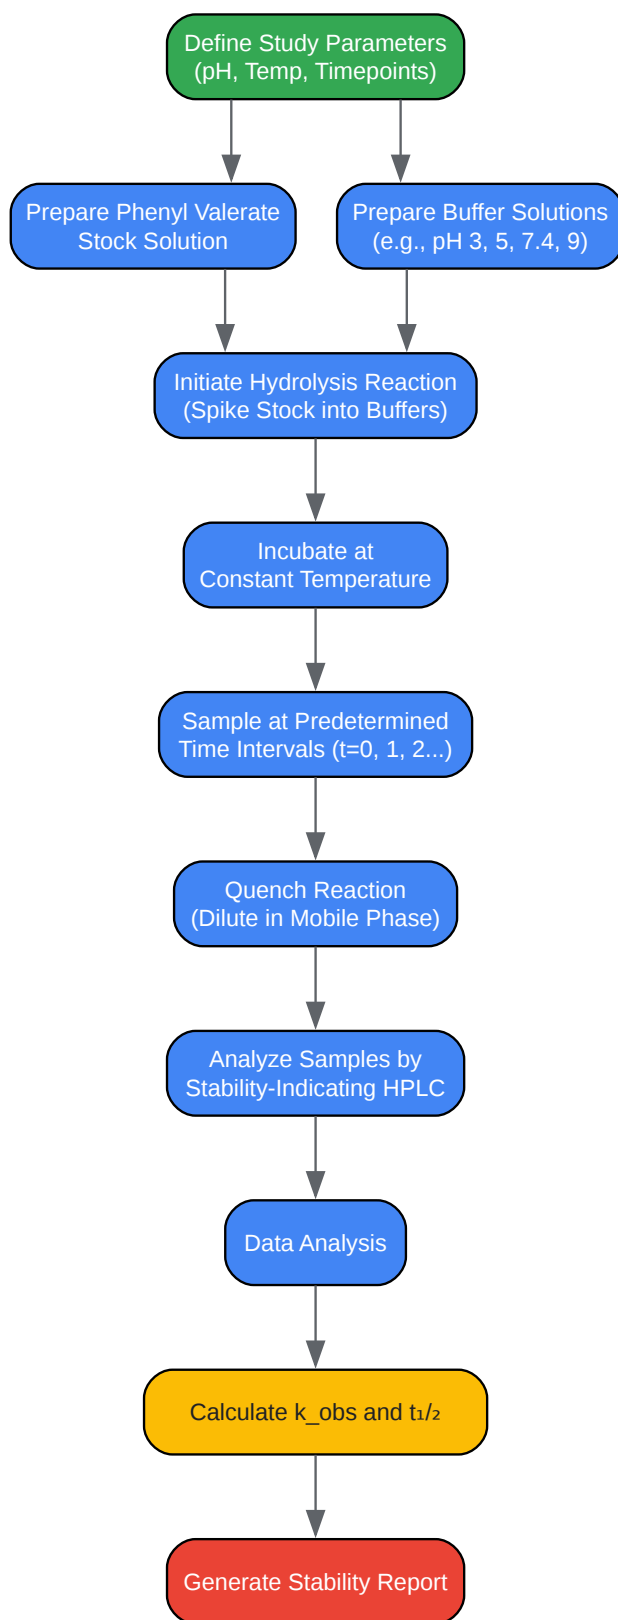 Define Study Parameters
(pH, Temp, Timepoints)
Prepare Phenyl Valerate
Stock Solution
Prepare Buffer Solutions
(e.g., pH 3, 5, 7.4, 9)
Initiate Hydrolysis Reaction
(Spike Stock into Buffers)
Incubate at
Constant Temperature
Sample at Predetermined
Time Intervals (t=0, 1, 2...)
Quench Reaction
(Dilute in Mobile Phase)
Analyze Samples by
Stability-Indicating HPLC
Data Analysis
Calculate k_obs and t₁/₂
Generate Stability Report